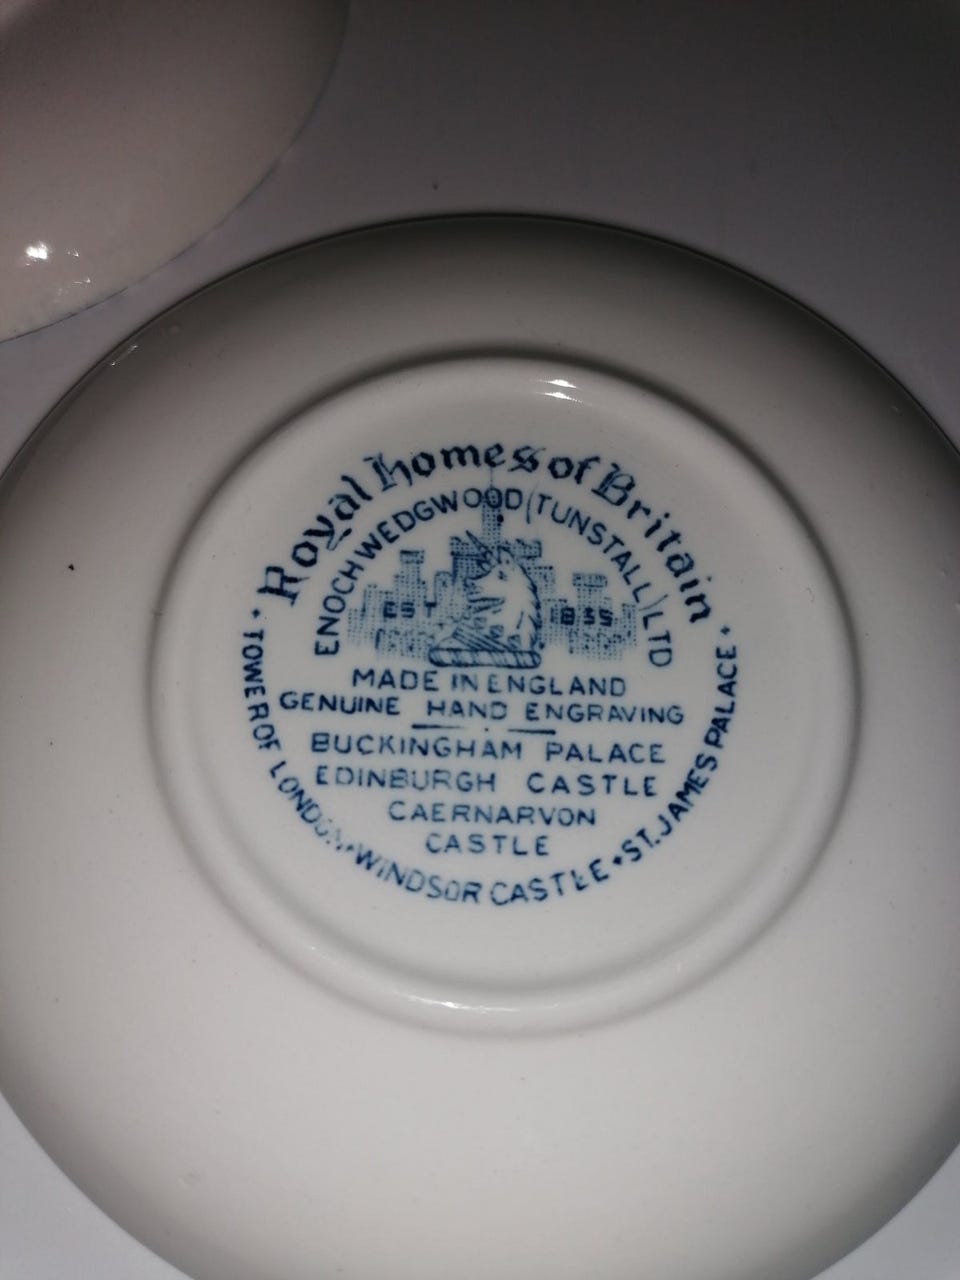 Royal homes of Britain
ENOCH WEDGWOOD (TUNSTALL) LTD
EST 1835
MADE IN ENGLAND
GENUINE HAND ENGRAVING
BUCKINGHAM PALACE
EDINBURGH CASTLE
CAERNARVON
CASTLE
• TOWER OF LONDON • WINDSOR CASTLE • ST. JAMES PALACE •